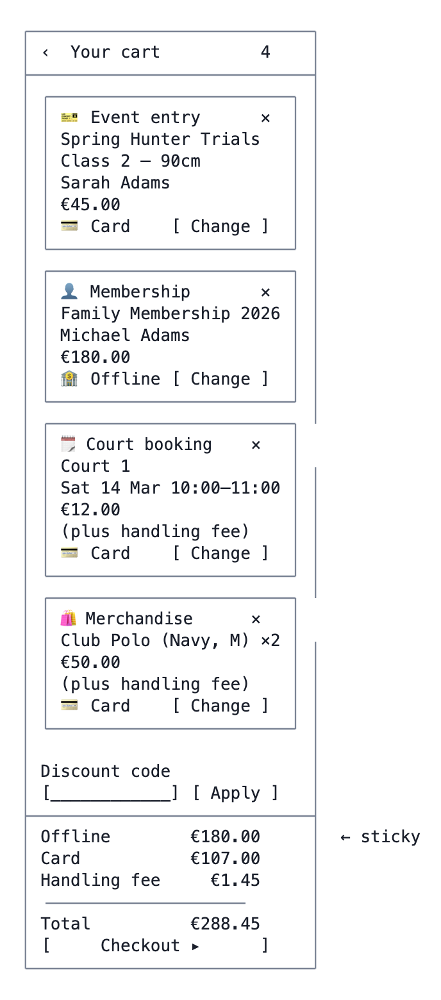 ‹ Your cart 4
🎫 Event entry ×
Spring Hunter Trials
Class 2 – 90cm
Sarah Adams
€45.00
💳 Card [ Change ]
👤 Membership ×
Family Membership 2026
Michael Adams
€180.00
🏦 Offline [ Change ]
🗓 Court booking ×
Court 1
Sat 14 Mar 10:00–11:00
€12.00
(plus handling fee)
💳 Card [ Change ]
🛍 Merchandise ×
Club Polo (Navy, M) ×2
€50.00
(plus handling fee)
💳 Card [ Change ]
Discount code
[____________] [ Apply ]
Offline €180.00 ← sticky
Card €107.00
Handling fee €1.45
Total €288.45
[ Checkout ▸ ]